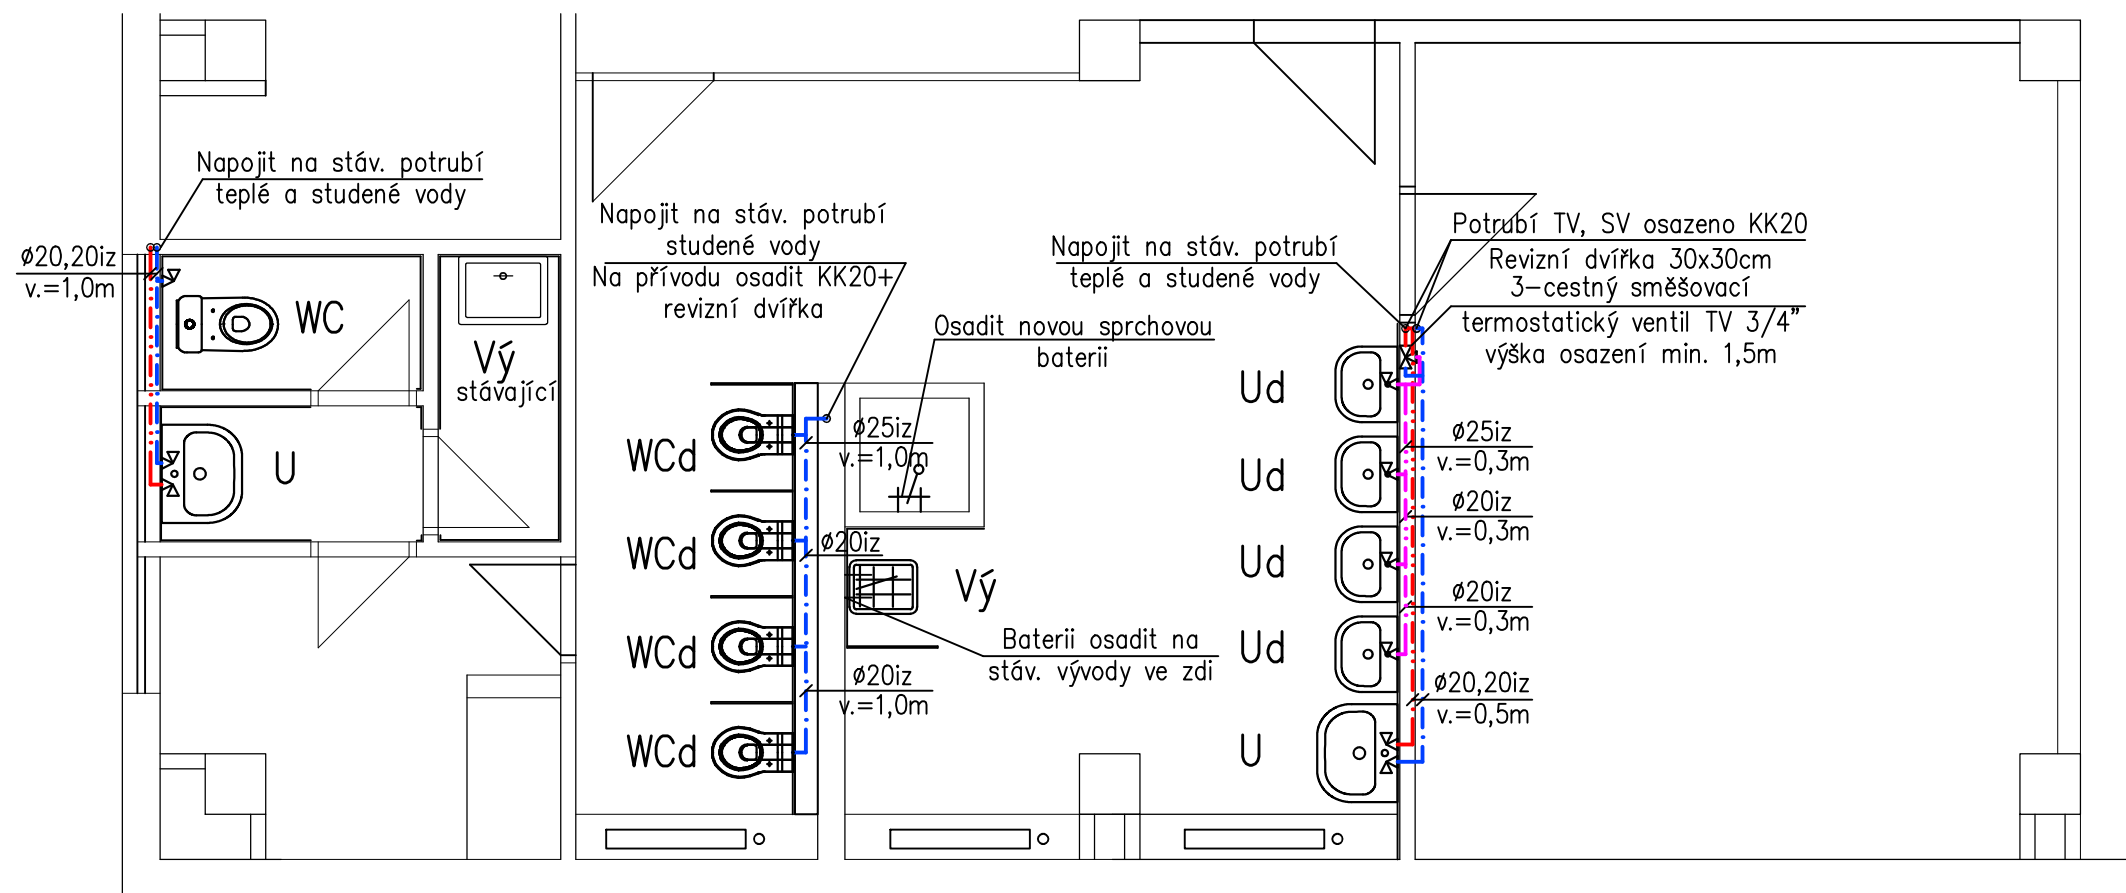 Napojit na stáv. potrubí
teplé a studené vody
ø20,20iz
v.=1,0m
WC
Vý
stávající
U
Napojit na stáv. potrubí
studené vody
Na přívodu osadit KK20+
revizní dvířka
Osadit novou sprchovou
baterii
Napojit na stáv. potrubí
teplé a studené vody
Potrubí TV, SV osazeno KK20
Revizní dvířka 30x30cm
3-cestný směšovací
termostatický ventil TV 3/4"
výška osazení min. 1,5m
WCd
ø25iz
v.=1,0m
WCd
ø20iz
WCd
ø20iz
v.=1,0m
WCd
Vý
Baterii osadit na
stáv. vývody ve zdi
Ud
Ud
Ud
Ud
U
ø25iz
v.=0,3m
ø20iz
v.=0,3m
ø20iz
v.=0,3m
ø20,20iz
v.=0,5m